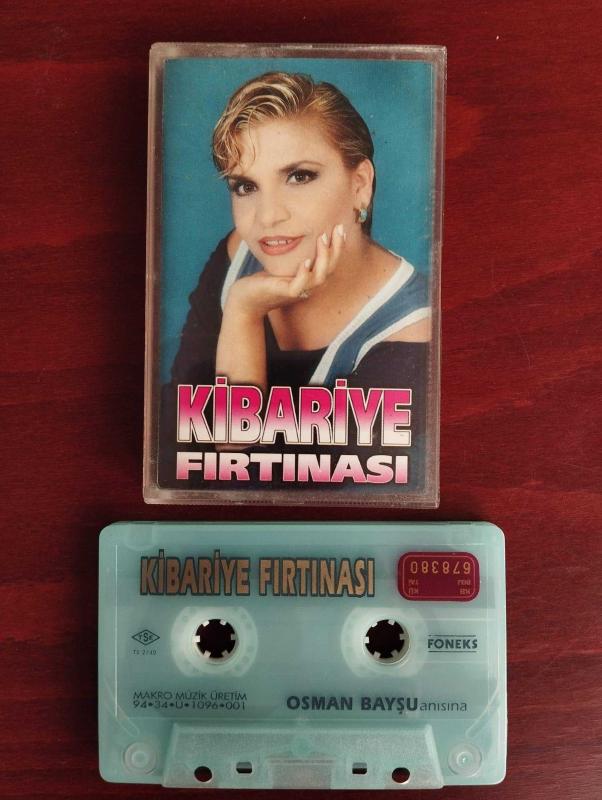 KİBARİYE
FIRTINASI
KİBARİYE FIRTINASI
678380
TSE
FONEKS
MAKRO MÜZİK ÜRETİM
94•34•U•1096•001
OSMAN BAYŞU anısına